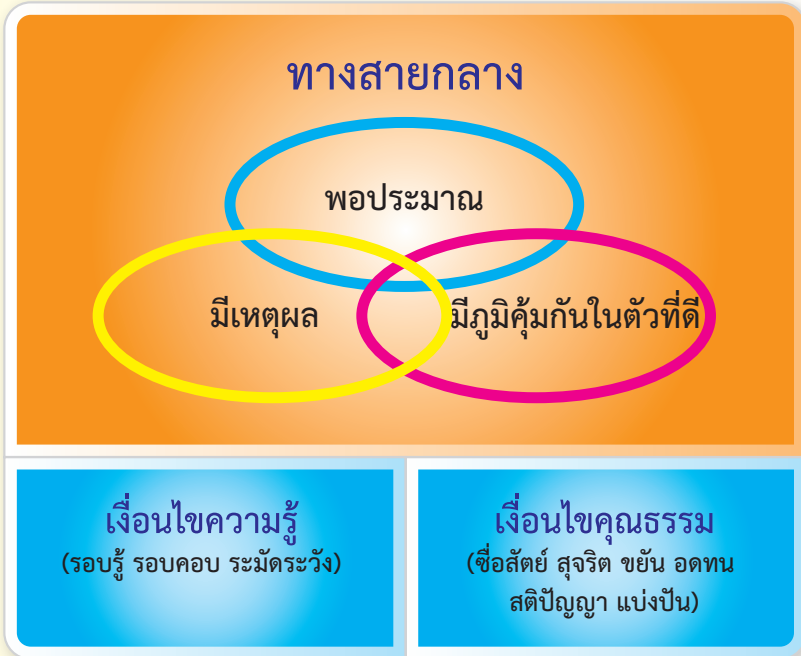 ทางสายกลาง
พอประมาณ
มีเหตุผล
มีภูมิคุ้มกันในตัวที่ดี
เงื่อนไขความรู้
(รอบรู้ รอบคอบ ระมัดระวัง)
เงื่อนไขคุณธรรม
(ซื่อสัตย์ สุจริต ขยัน อดทน
สติปัญญา แบ่งปัน)